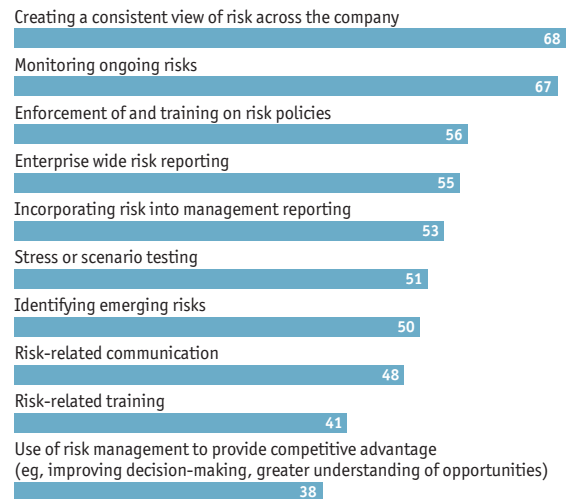 Creating a consistent view of risk across the company
68
Monitoring ongoing risks
67
Enforcement of and training on risk policies
56
Enterprise wide risk reporting
55
Incorporating risk into management reporting
53
Stress or scenario testing
51
Identifying emerging risks
50
Risk-related communication
48
Risk-related training
41
Use of risk management to provide competitive advantage
(eg, improving decision-making, greater understanding of opportunities)
38